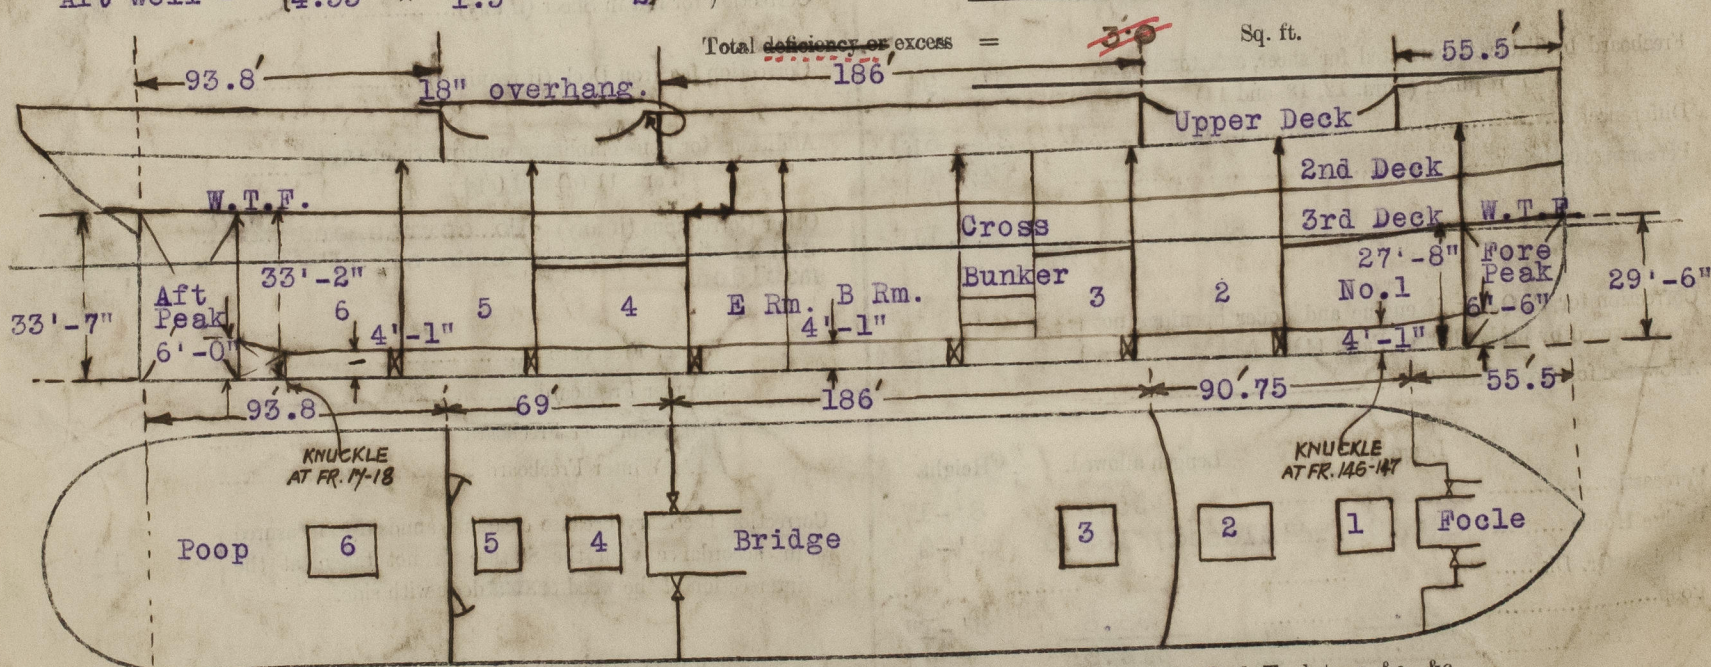 Aft Well
Total deficiency or excess = 3.0 Sq. ft.
93.8' 186' 55.5'
18" overhang.
Upper Deck
2nd Deck
W.T.F. 3rd Deck W.T.F
Cross
33'-2" Bunker 27'-8" Fore Peak 29'-6"
33'-7" Aft Peak 6 5 4 E Rm. B Rm. 3 2 No.1 6'-6"
6'-0" 4'-1" 4'-1" 4'-1"
93.8' 69' 186' 90.75' 55.5'
KNUCKLE
AT FR. 17-18
KNUCKLE
AT FR. 146-147
Poop 6 5 4 Bridge 3 2 1 Focle